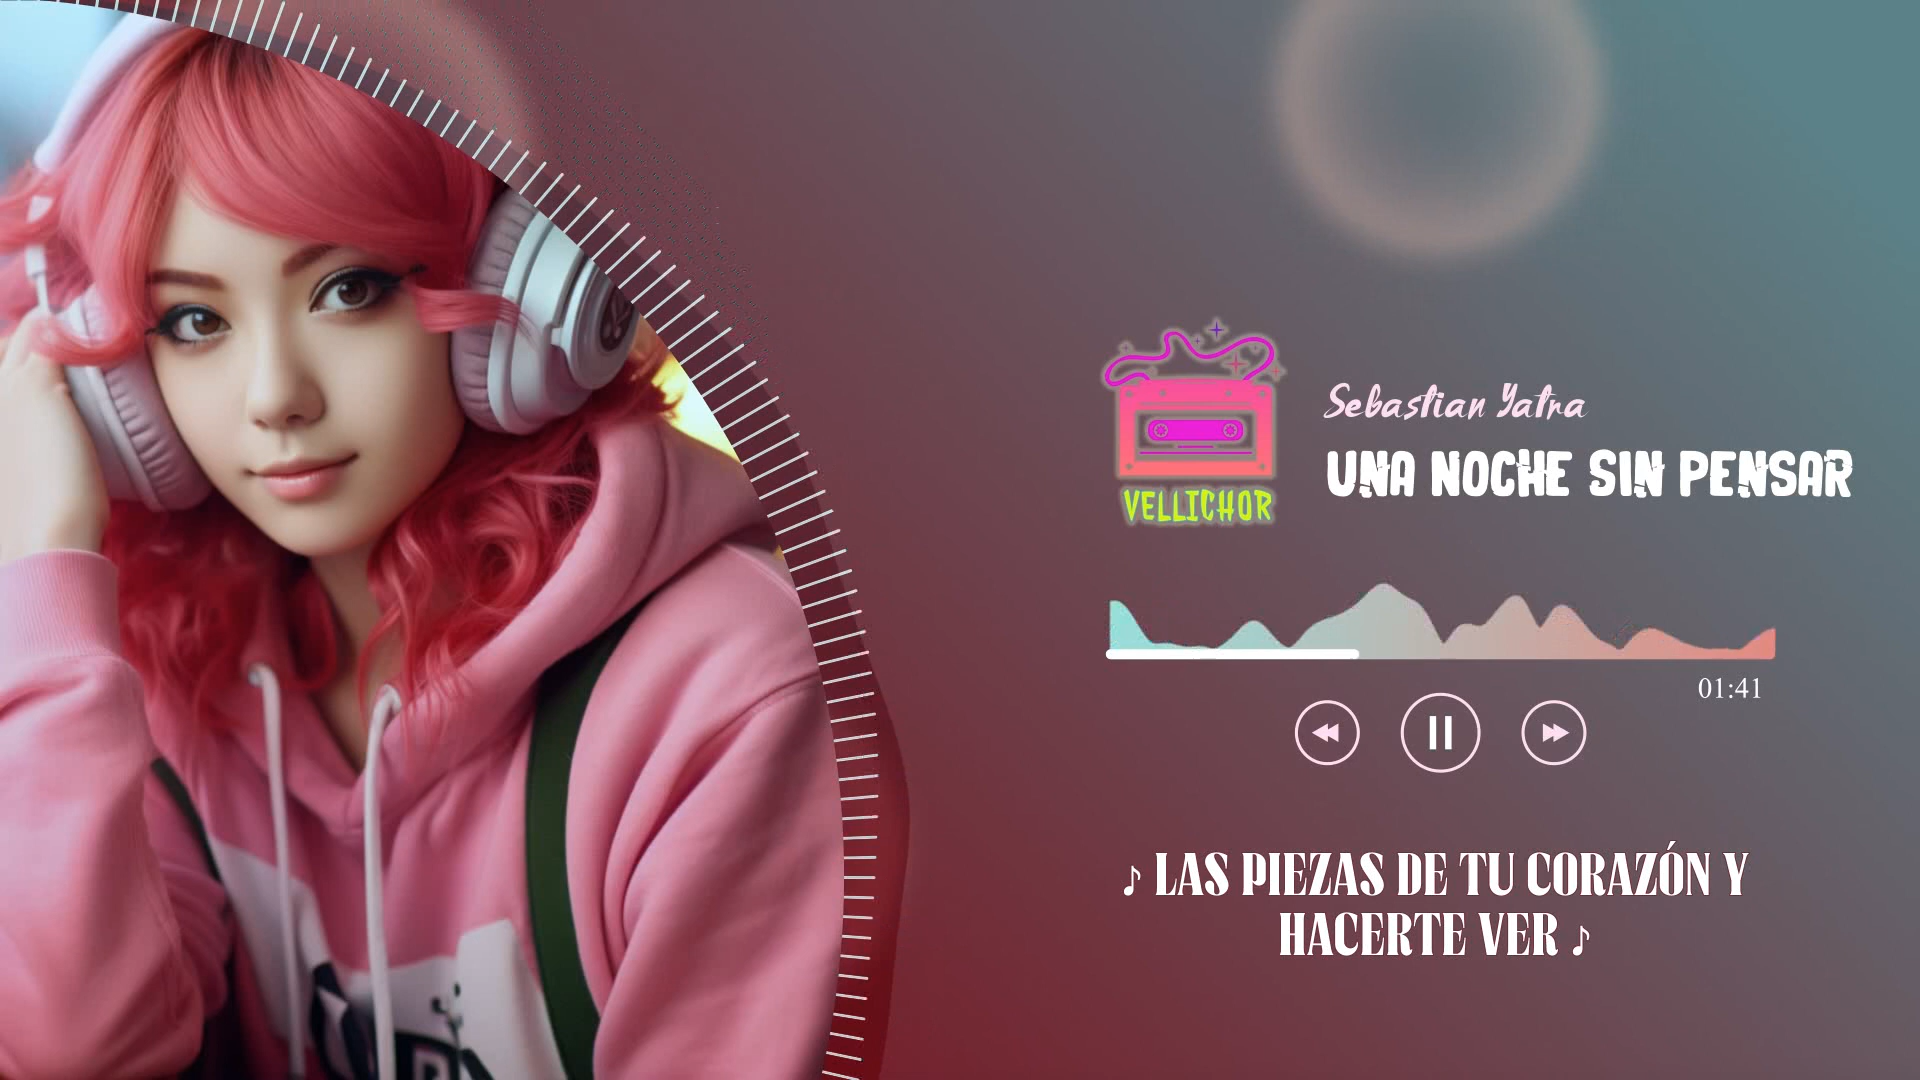 Sebastian Yatra
UNA NOCHE SIN PENSAR
VELLICHOR
01:41
♪ LAS PIEZAS DE TU CORAZÓN Y
HACERTE VER ♪